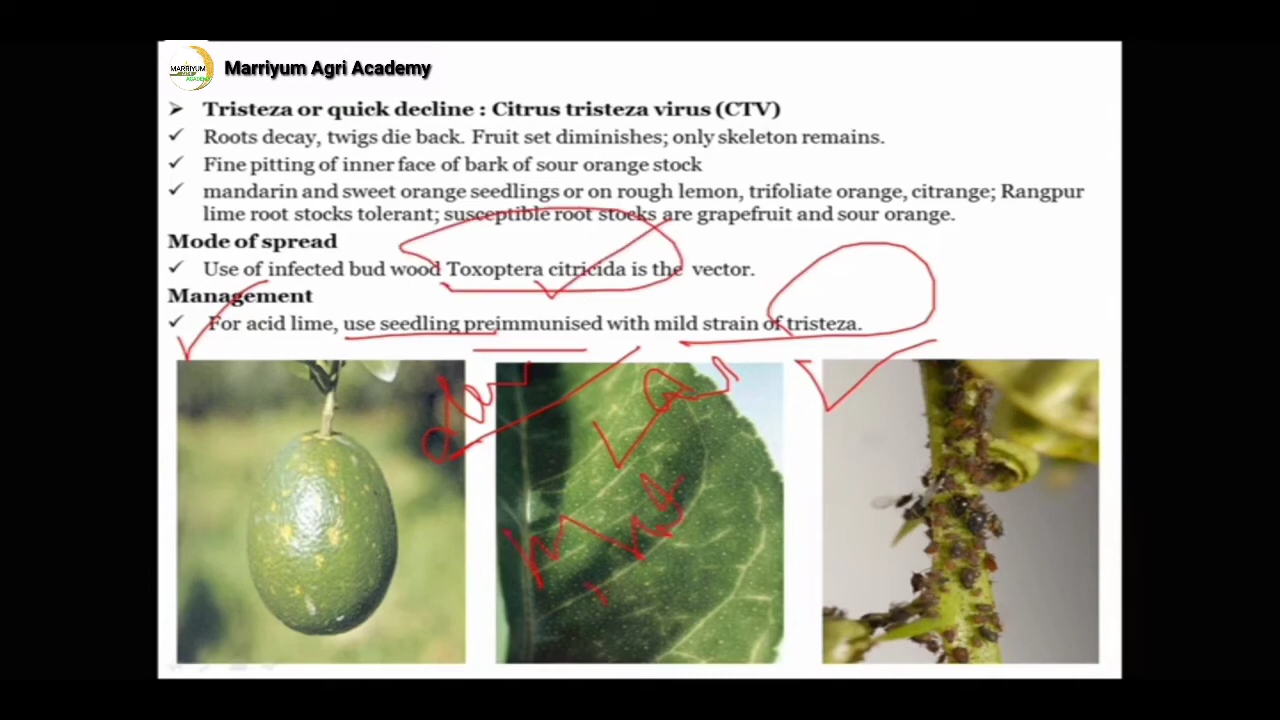 MARRIYUM
ACADEMY
Marriyum Agri Academy
➤ Tristeza or quick decline : Citrus tristeza virus (CTV)
✓ Roots decay, twigs die back. Fruit set diminishes; only skeleton remains.
✓ Fine pitting of inner face of bark of sour orange stock
✓ mandarin and sweet orange seedlings or on rough lemon, trifoliate orange, citrange; Rangpur
lime root stocks tolerant; susceptible root stocks are grapefruit and sour orange.
Mode of spread
✓ Use of infected bud wood Toxoptera citricida is the vector.
Management
✓ For acid lime, use seedling preimmunised with mild strain of tristeza.